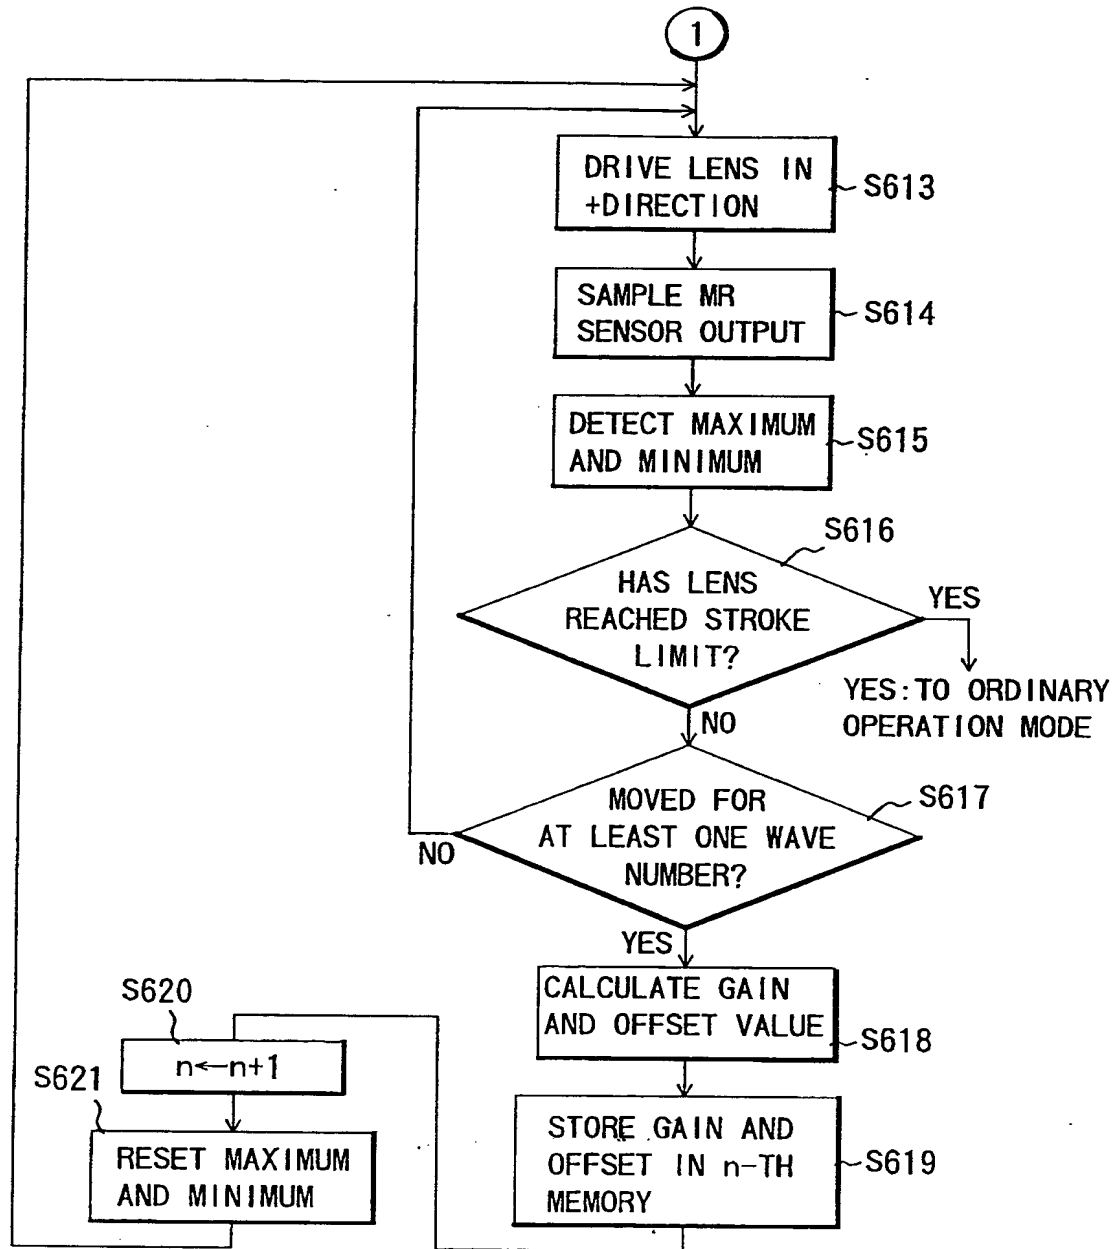 1
DRIVE LENS IN
+DIRECTION
S613
SAMPLE MR
SENSOR OUTPUT
S614
DETECT MAXIMUM
AND MINIMUM
S615
S616
HAS LENS
REACHED STROKE
LIMIT?
YES
YES:TO ORDINARY
OPERATION MODE
NO
S617
MOVED FOR
AT LEAST ONE WAVE
NUMBER?
NO
YES
CALCULATE GAIN
AND OFFSET VALUE
S618
S620
n←n+1
S621
RESET MAXIMUM
AND MINIMUM
STORE GAIN AND
OFFSET IN n-TH
MEMORY
S619